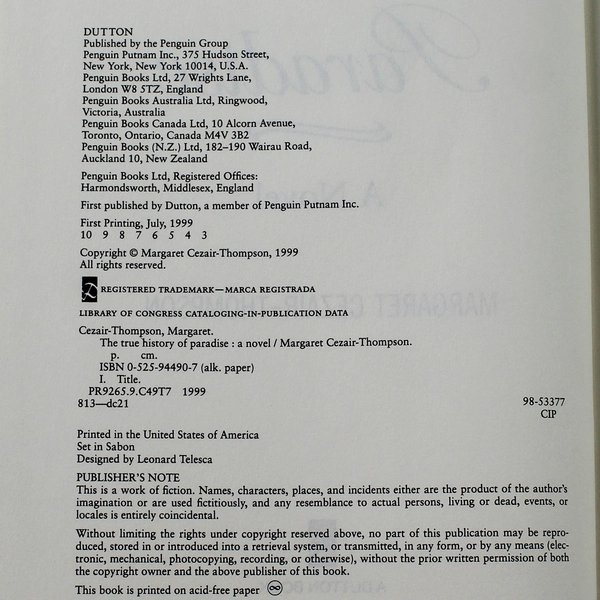 DUTTON
Published by the Penguin Group
Penguin Putnam Inc., 375 Hudson Street,
New York, New York 10014, U.S.A.
Penguin Books Ltd, 27 Wrights Lane,
London W8 5TZ, England
Penguin Books Australia Ltd, Ringwood,
Victoria, Australia
Penguin Books Canada Ltd, 10 Alcorn Avenue,
Toronto, Ontario, Canada M4V 3B2
Penguin Books (N.Z.) Ltd, 182–190 Wairau Road,
Auckland 10, New Zealand
Penguin Books Ltd, Registered Offices:
Harmondsworth, Middlesex, England
First published by Dutton, a member of Penguin Putnam Inc.
First Printing, July, 1999
10 9 8 7 6 5 4 3
Copyright © Margaret Cezair-Thompson, 1999
All rights reserved.
REGISTERED TRADEMARK—MARCA REGISTRADA
LIBRARY OF CONGRESS CATALOGING-IN-PUBLICATION DATA
Cezair-Thompson, Margaret.
The true history of paradise : a novel / Margaret Cezair-Thompson.
p. cm.
ISBN 0-525-94490-7 (alk. paper)
I. Title.
PR9265.9.C49T7 1999
813—dc21 98-53377
CIP
Printed in the United States of America
Set in Sabon
Designed by Leonard Telesca
PUBLISHER'S NOTE
This is a work of fiction. Names, characters, places, and incidents either are the product of the author's
imagination or are used fictitiously, and any resemblance to actual persons, living or dead, events, or
locales is entirely coincidental.
Without limiting the rights under copyright reserved above, no part of this publication may be repro-
duced, stored in or introduced into a retrieval system, or transmitted, in any form, or by any means (elec-
tronic, mechanical, photocopying, recording, or otherwise), without the prior written permission of both
the copyright owner and the above publisher of this book.
This book is printed on acid-free paper